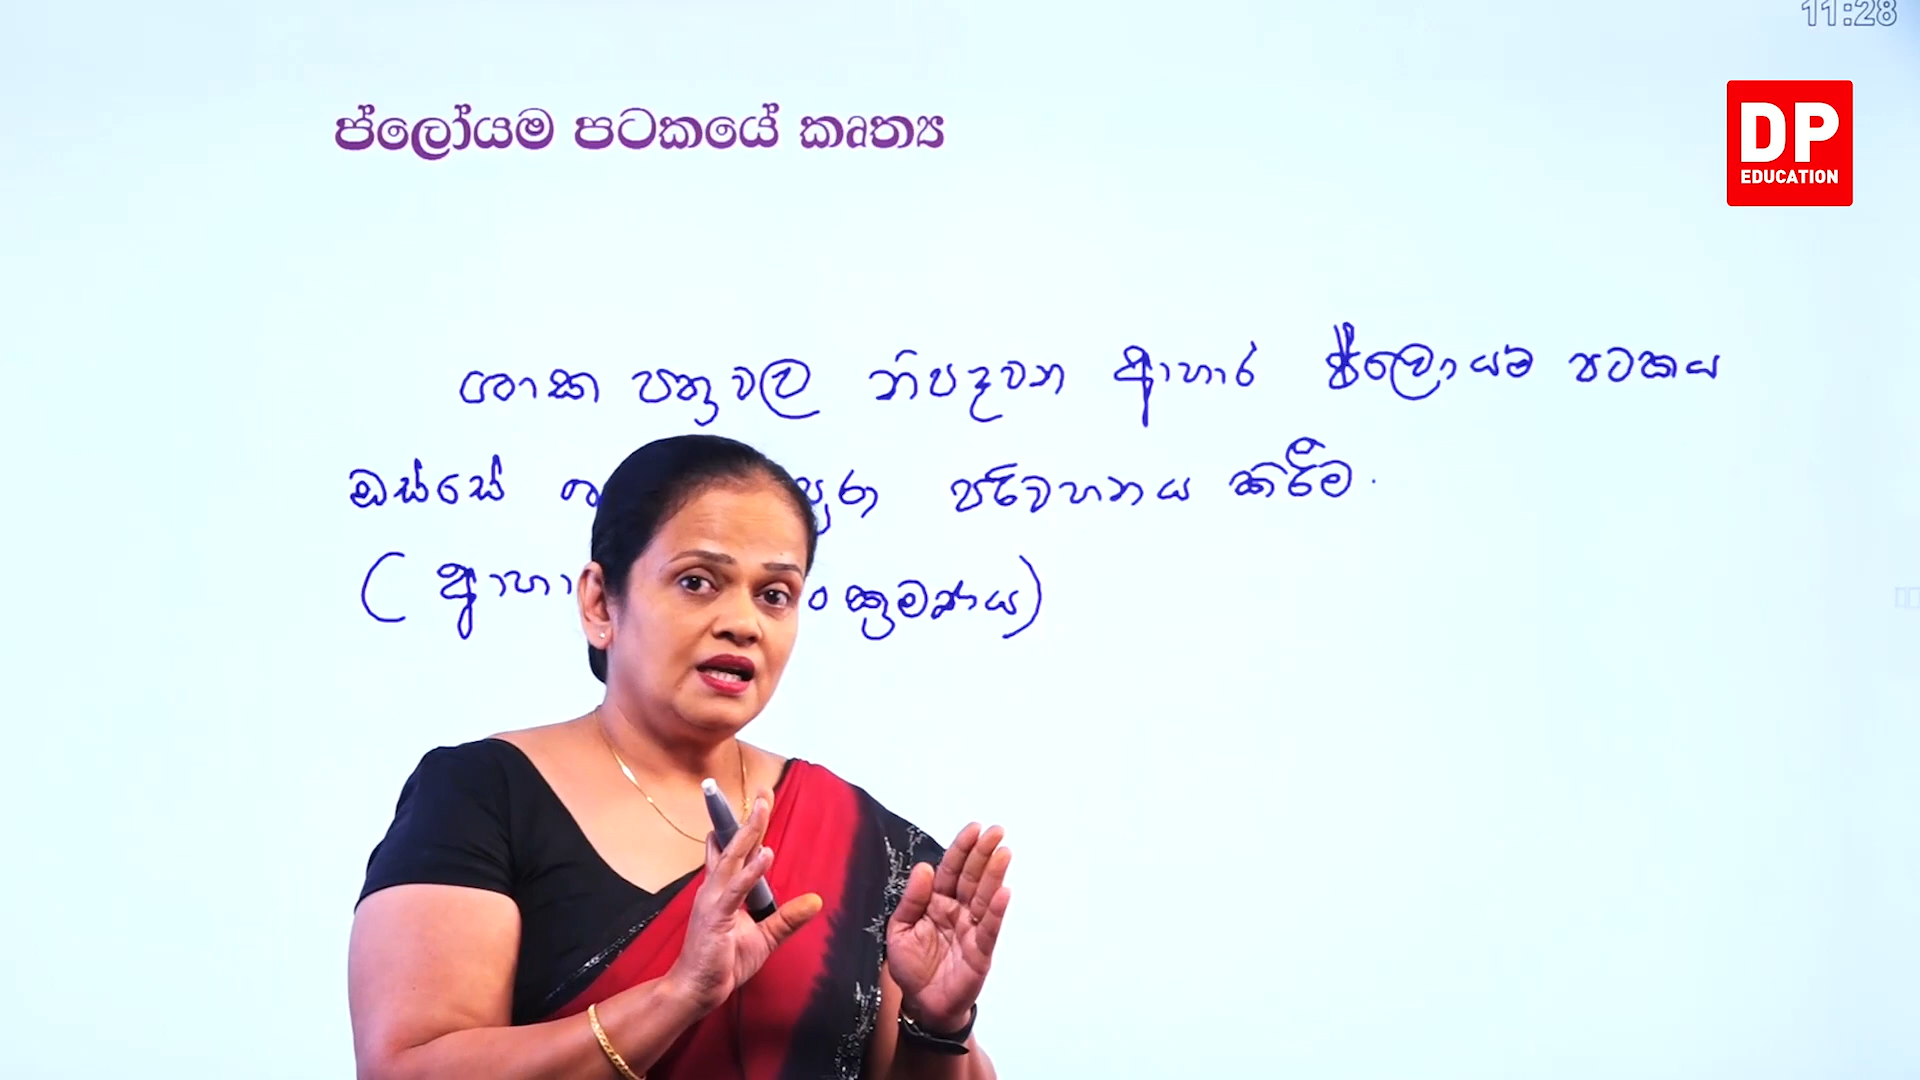 11:28
ප්ලෝයම පටකයේ කෘත්‍ය
DP
EDUCATION
ශාක පත්‍රවල නිපදවන ආහාර ප්ලොයම පටකය
ඔස්සේ පුරා පරිවහනය කිරීම.
(ආහා ංක්‍රමණය)